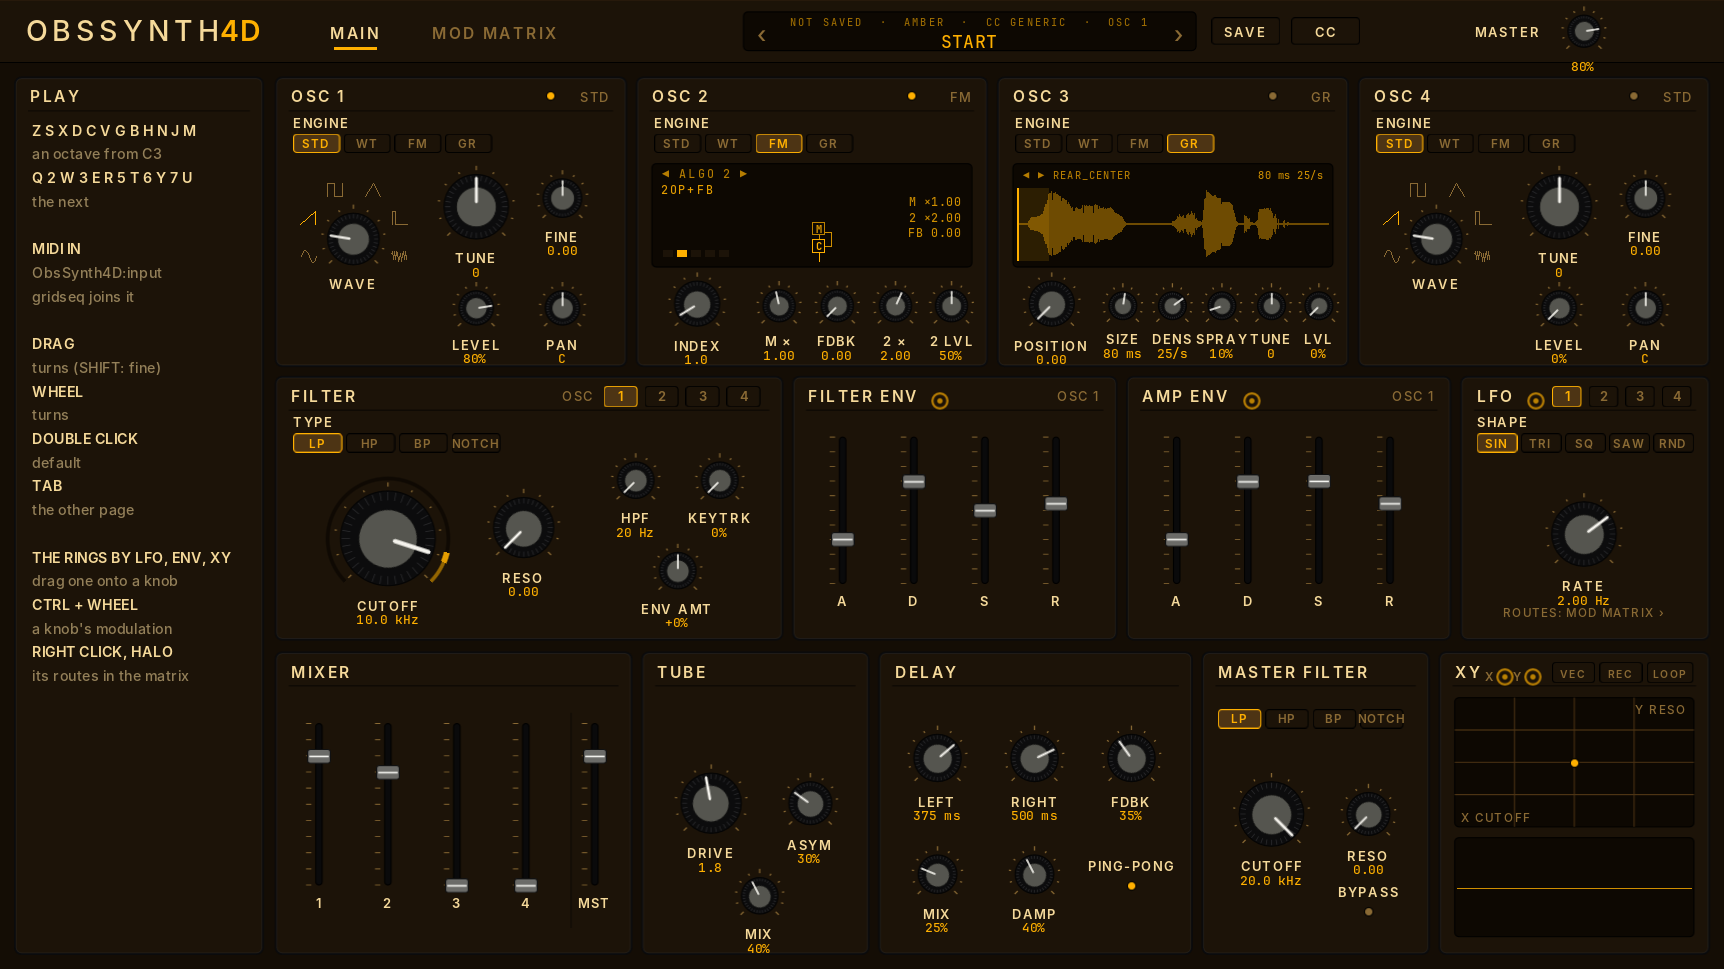 OBSSYNTH4D
MAIN
MOD MATRIX
NOT SAVED · AMBER · CC GENERIC · OSC 1
‹ START ›
SAVE
CC
MASTER
80%
PLAY
Z S X D C V G B H N J M
an octave from C3
Q 2 W 3 E R 5 T 6 Y 7 U
the next
MIDI IN
ObsSynth4D:input
gridseq joins it
DRAG
turns (SHIFT: fine)
WHEEL
turns
DOUBLE CLICK
default
TAB
the other page
THE RINGS BY LFO, ENV, XY
drag one onto a knob
CTRL + WHEEL
a knob's modulation
RIGHT CLICK, HALO
its routes in the matrix
OSC 1
STD
ENGINE
STD WT FM GR
WAVE
TUNE
0
FINE
0.00
LEVEL
80%
PAN
C
OSC 2
FM
ENGINE
STD WT FM GR
◄ ALGO 2 ►
2OP+FB
M ×1.00
2 ×2.00
FB 0.00
M
C
INDEX
1.0
M ×
1.00
FDBK
0.00
2 ×
2.00
2 LVL
50%
OSC 3
GR
ENGINE
STD WT FM GR
◄ ► REAR_CENTER
80 ms 25/s
POSITION
0.00
SIZE
80 ms
DENS
25/s
SPRAY
10%
TUNE
0
LVL
0%
OSC 4
STD
ENGINE
STD WT FM GR
WAVE
TUNE
0
FINE
0.00
LEVEL
0%
PAN
C
FILTER
OSC 1 2 3 4
TYPE
LP HP BP NOTCH
CUTOFF
10.0 kHz
RESO
0.00
HPF
20 Hz
KEYTRK
0%
ENV AMT
+0%
FILTER ENV
OSC 1
A D S R
AMP ENV
OSC 1
A D S R
LFO
1 2 3 4
SHAPE
SIN TRI SQ SAW RND
RATE
2.00 Hz
ROUTES: MOD MATRIX ›
MIXER
1 2 3 4 MST
TUBE
DRIVE
1.8
ASYM
30%
MIX
40%
DELAY
LEFT
375 ms
RIGHT
500 ms
FDBK
35%
MIX
25%
DAMP
40%
PING-PONG
MASTER FILTER
LP HP BP NOTCH
CUTOFF
20.0 kHz
RESO
0.00
BYPASS
XY
X Y
VEC REC LOOP
Y RESO
X CUTOFF